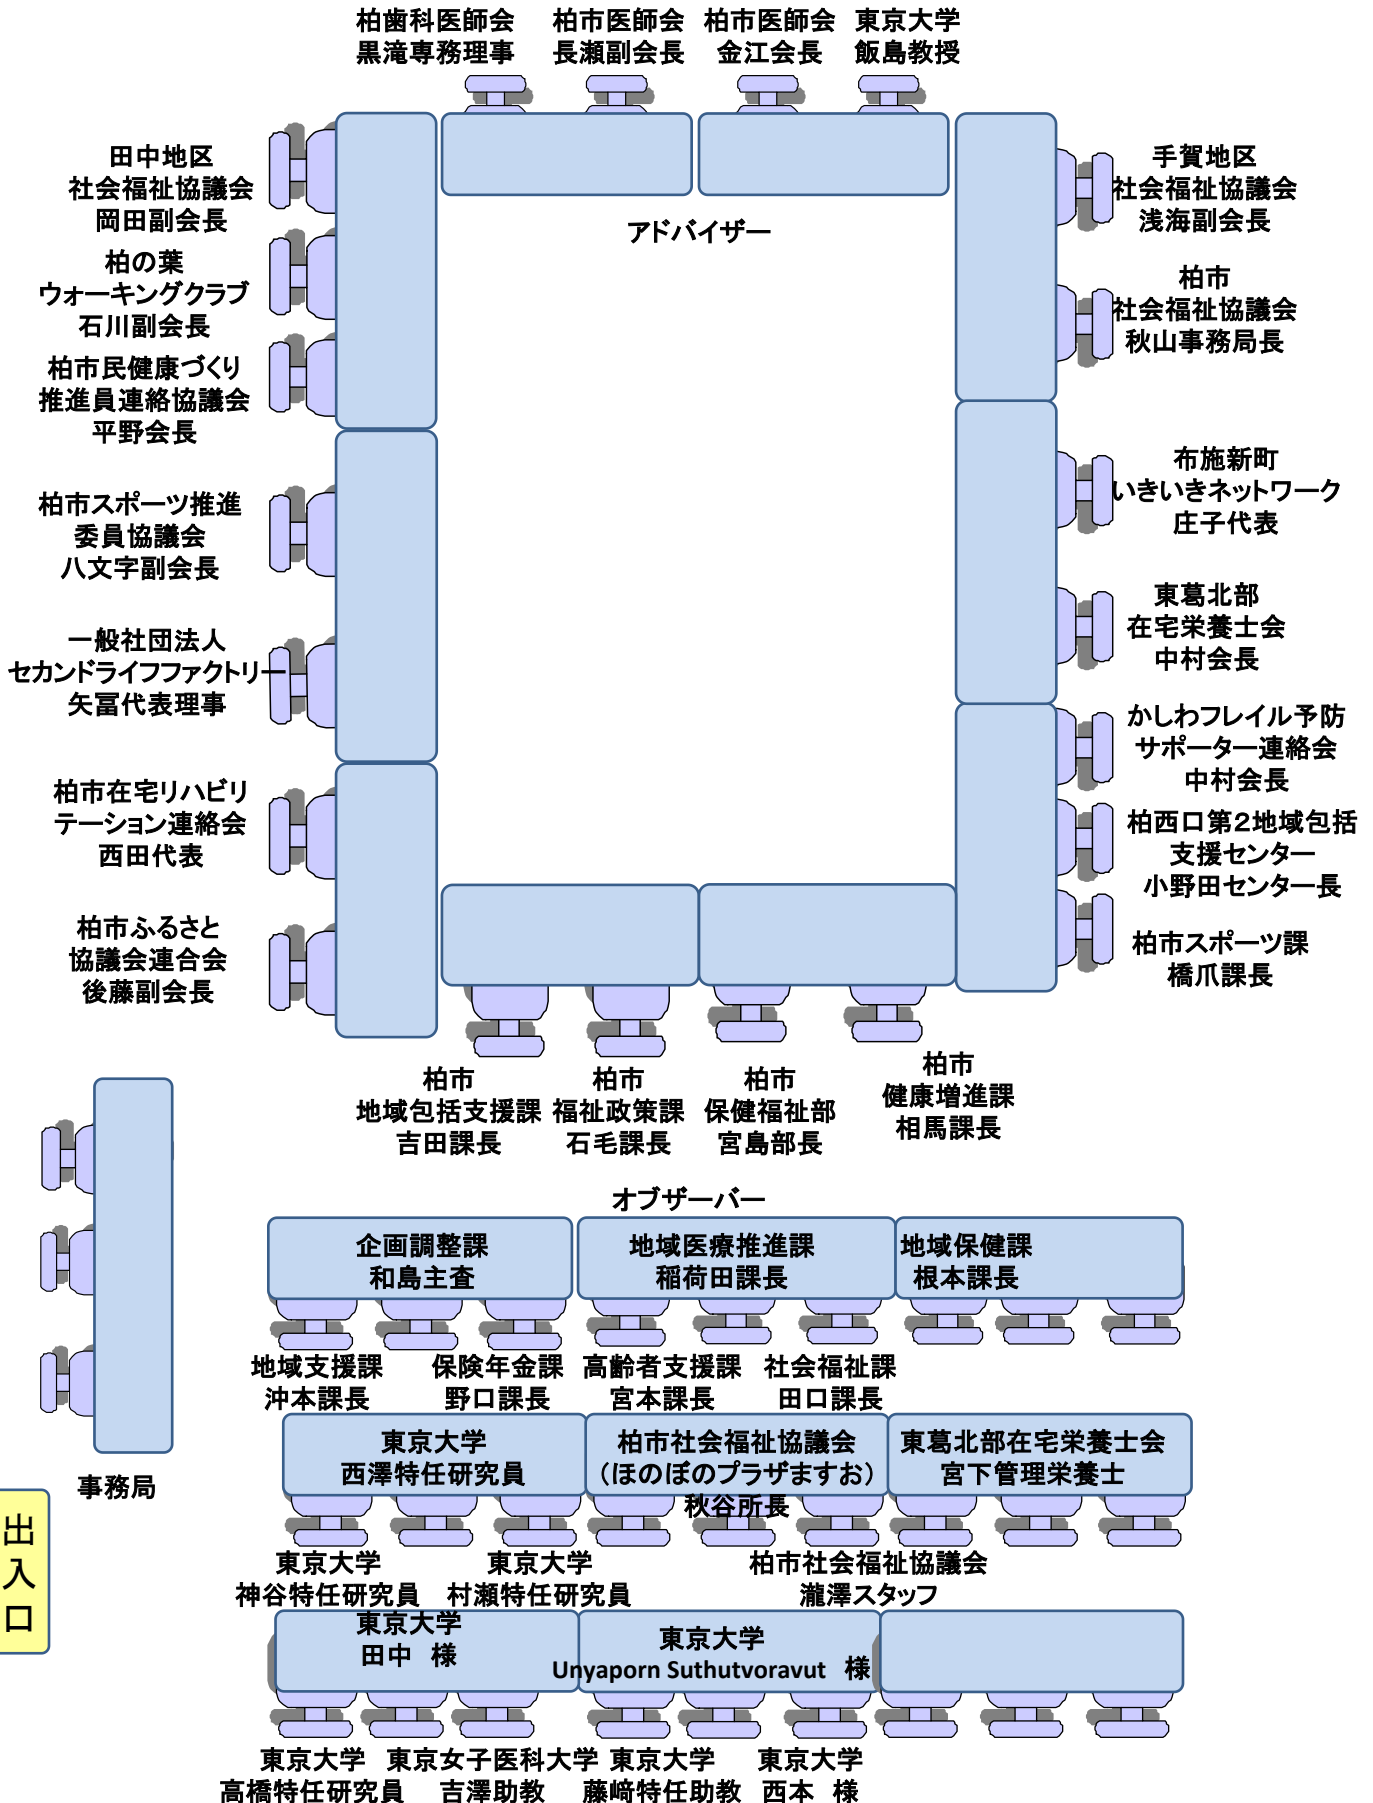 柏歯科医師会
黒滝専務理事
柏市医師会
長瀬副会長
柏市医師会
金江会長
東京大学
飯島教授
アドバイザー
田中地区
社会福祉協議会
岡田副会長
柏の葉
ウォーキングクラブ
石川副会長
柏市民健康づくり
推進員連絡協議会
平野会長
柏市スポーツ推進
委員協議会
八文字副会長
一般社団法人
セカンドライフファクトリー
矢冨代表理事
柏市在宅リハビリ
テーション連絡会
西田代表
柏市ふるさと
協議会連合会
後藤副会長
手賀地区
社会福祉協議会
浅海副会長
柏市
社会福祉協議会
秋山事務局長
布施新町
いきいきネットワーク
庄子代表
東葛北部
在宅栄養士会
中村会長
かしわフレイル予防
サポーター連絡会
中村会長
柏西口第2地域包括
支援センター
小野田センター長
柏市スポーツ課
橋爪課長
柏市
地域包括支援課
吉田課長
柏市
福祉政策課
石毛課長
柏市
保健福祉部
宮島部長
柏市
健康増進課
相馬課長
オブザーバー
企画調整課
和島主査
地域医療推進課
稲荷田課長
地域保健課
根本課長
地域支援課
沖本課長
保険年金課
野口課長
高齢者支援課
宮本課長
社会福祉課
田口課長
東京大学
西澤特任研究員
柏市社会福祉協議会
（ほのぼのプラザますお）
秋谷所長
東葛北部在宅栄養士会
宮下管理栄養士
東京大学
神谷特任研究員
東京大学
村瀬特任研究員
柏市社会福祉協議会
瀧澤スタッフ
東京大学
田中　様
東京大学
Unyaporn Suthutvoravut　様
東京大学
高橋特任研究員
東京女子医科大学
吉澤助教
東京大学
藤﨑特任助教
東京大学
西本　様
事務局
出
入
口